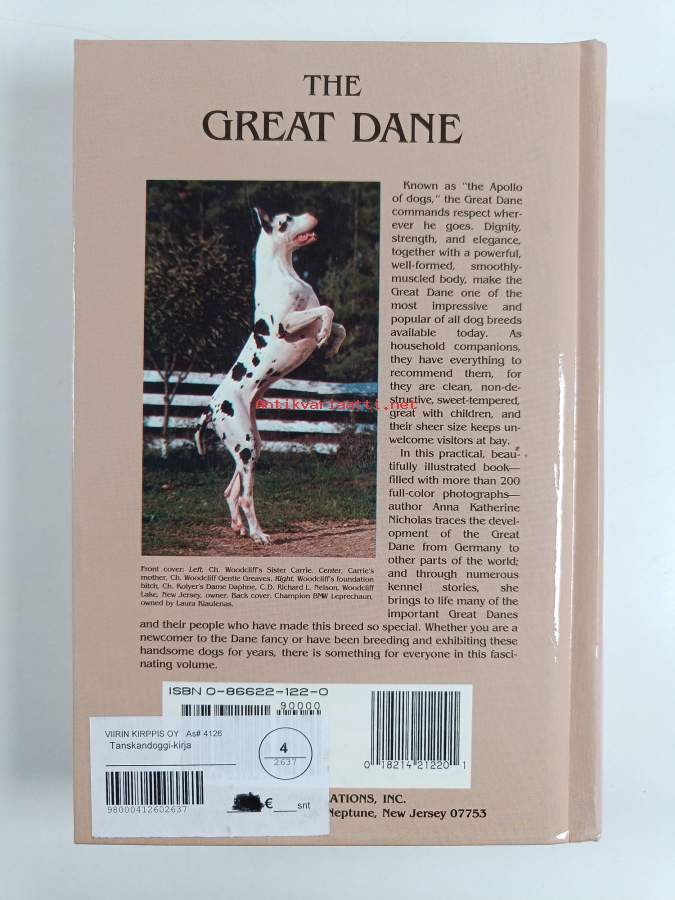 THE
GREAT DANE
Known as "the Apollo
of dogs," the Great Dane
commands respect wher-
ever he goes. Dignity,
strength, and elegance,
together with a powerful,
well-formed, smoothly-
muscled body, make the
Great Dane one of the
most impressive and
popular of all dog breeds
available today. As
household companions,
they have everything to
recommend them, for
they are clean, non-de-
structive, sweet-tempered,
great with children, and
their sheer size keeps un-
welcome visitors at bay.
In this practical, beau-
tifully illustrated book—
filled with more than 200
full-color photographs—
author Anna Katherine
Nicholas traces the devel-
opment of the Great
Dane from Germany to
other parts of the world;
and through numerous
kennel stories, she
brings to life many of the
important Great Danes
and their people who have made this breed so special. Whether you are a
newcomer to the Dane fancy or have been breeding and exhibiting these
handsome dogs for years, there is something for everyone in this fasci-
nating volume.
Antikvariaatti.net
Front cover: Left, Ch. Woodcliff's Sister Carrie. Center, Carrie's
mother, Ch. Woodcliff Gentle Greaves. Right, Woodcliff's foundation
bitch, Ch. Kolyer's Dame Daphne, C.D. Richard L. Nelson, Woodcliff
Lake, New Jersey, owner. Back cover: Champion BMW Leprechaun,
owned by Laura Kiaulenas.
ISBN 0-86622-122-0
90000
0 18214 21220 1
VIIRIN KIRPPIS OY As# 4126
Tanskandoggi-kirja
4
2637
98000412602637
€ snt
ATIONS, INC.
Neptune, New Jersey 07753